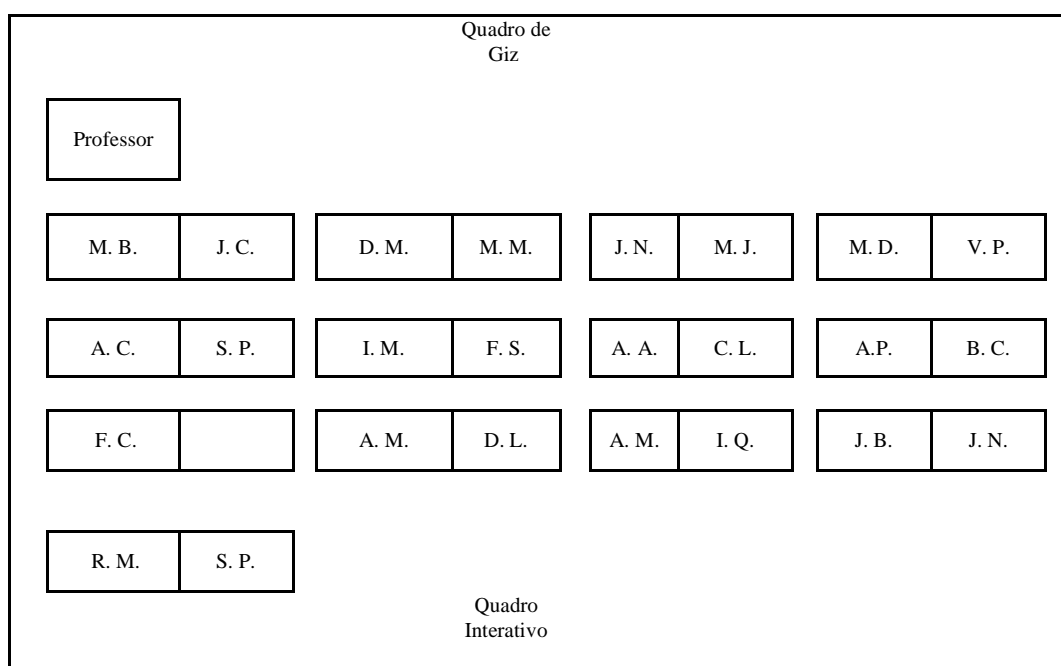 Quadro de
Giz
Professor
M. B. J. C. D. M. M. M. J. N. M. J. M. D. V. P.
A. C. S. P. I. M. F. S. A. A. C. L. A.P. B. C.
F. C. A. M. D. L. A. M. I. Q. J. B. J. N.
R. M. S. P.
Quadro
Interativo